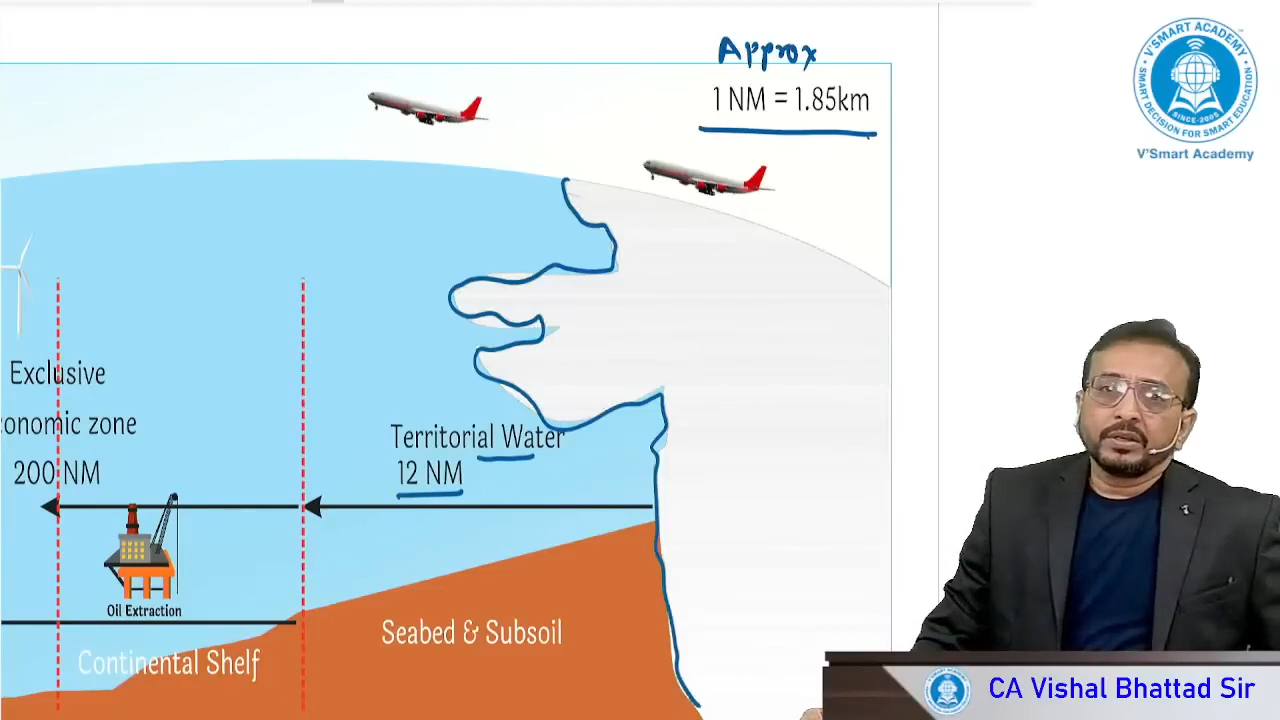 Approx
1 NM = 1.85km
V'SMART ACADEMY
SMART DECISION FOR SMART EDUCATION
SINCE-2005
V'Smart Academy
Exclusive
conomic zone
200 NM
Territorial Water
12 NM
Oil Extraction
Seabed & Subsoil
Continental Shelf
CA Vishal Bhattad Sir